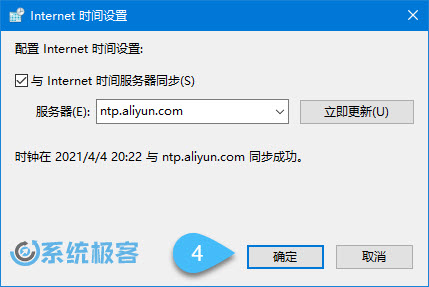 Internet 时间设置
配置 Internet 时间设置:
与 Internet 时间服务器同步(S)
服务器(E): ntp.aliyun.com 立即更新(U)
时钟在 2021/4/4 20:22 与 ntp.aliyun.com 同步成功。
系统极客 4 确定 取消